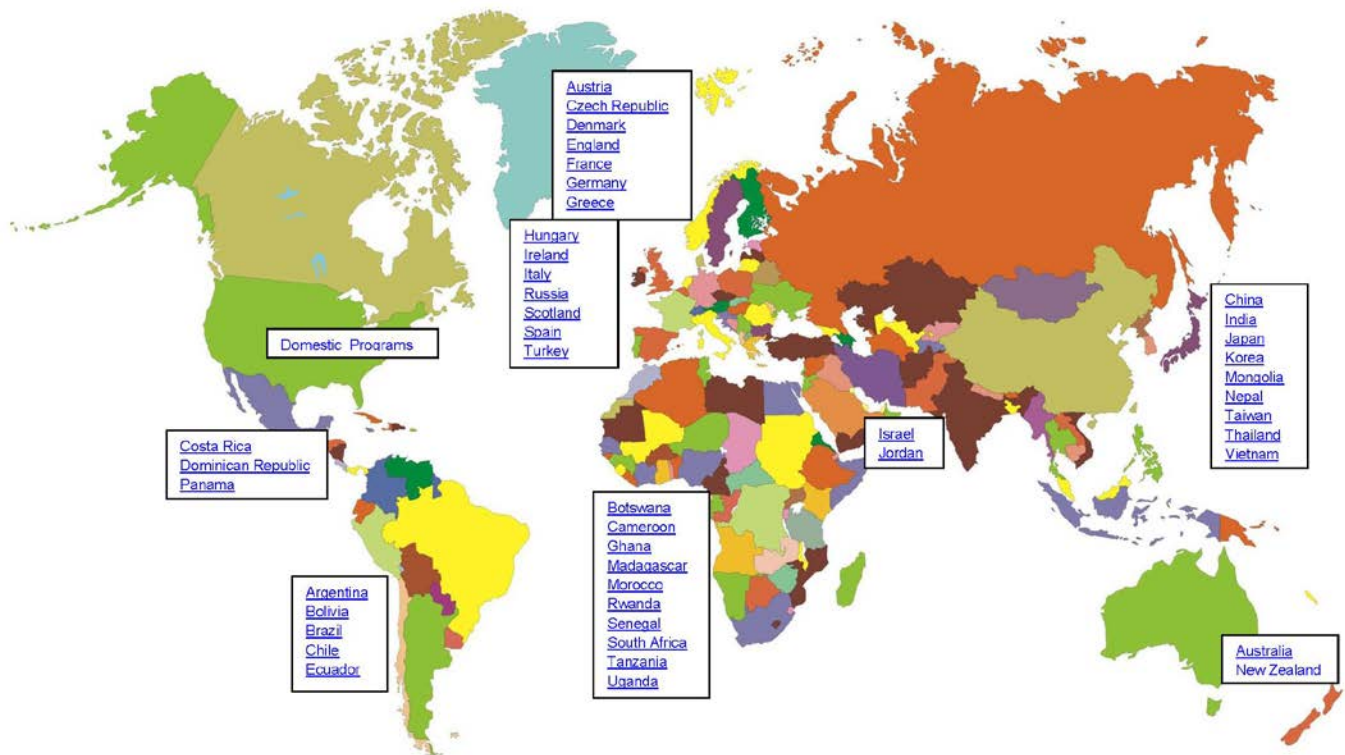 Austria
Czech Republic
Denmark
England
France
Germany
Greece
Hungary
Ireland
Italy
Russia
Scotland
Spain
Turkey
Domestic Programs
China
India
Japan
Korea
Mongolia
Nepal
Taiwan
Thailand
Vietnam
Costa Rica
Dominican Republic
Panama
Israel
Jordan
Botswana
Cameroon
Ghana
Madagascar
Morocco
Rwanda
Senegal
South Africa
Tanzania
Uganda
Argentina
Bolivia
Brazil
Chile
Ecuador
Australia
New Zealand